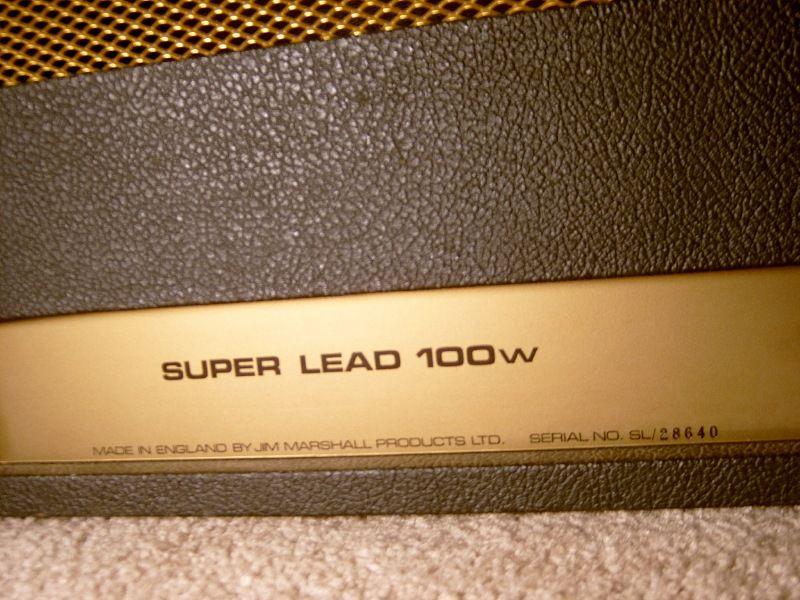 SUPER LEAD 100W
MADE IN ENGLAND BY JIM MARSHALL PRODUCTS LTD. SERIAL NO. SL/28640